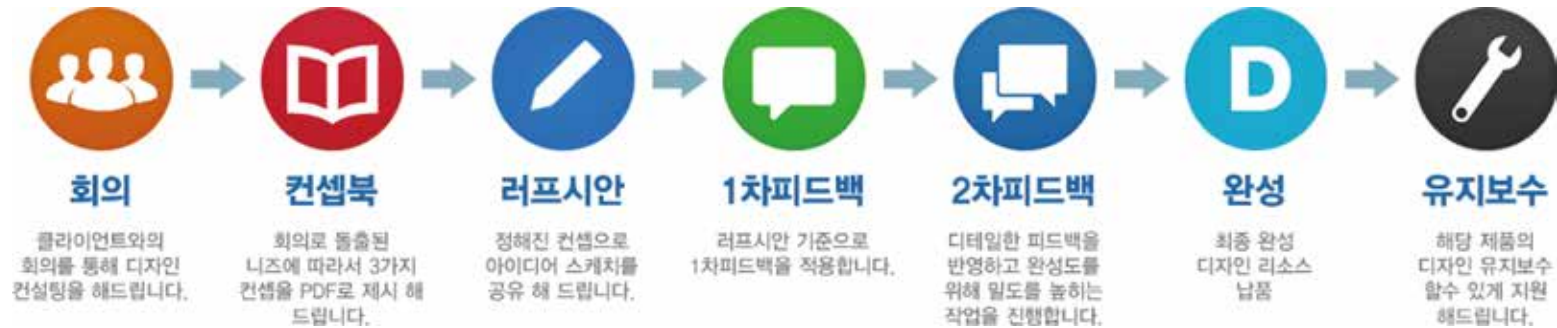 D
회의
클라이언트와의
회의를 통해 디자인
컨설팅을 해드립니다.
컨셉북
회의로 돌출된
니즈에 따라서 3가지
컨셉을 PDF로 제시 해
드립니다.
러프시안
정해진 컨셉으로
아이디어 스케치를
공유 해 드립니다.
1차피드백
러프시안 기준으로
1차피드백을 적용합니다.
2차피드백
디테일한 피드백을
반영하고 완성도를
위해 밀도를 높히는
작업을 진행합니다.
완성
최종 완성
디자인 리소스
납품
유지보수
해당 제품의
디자인 유지보수
할수 있게 지원
해드립니다.